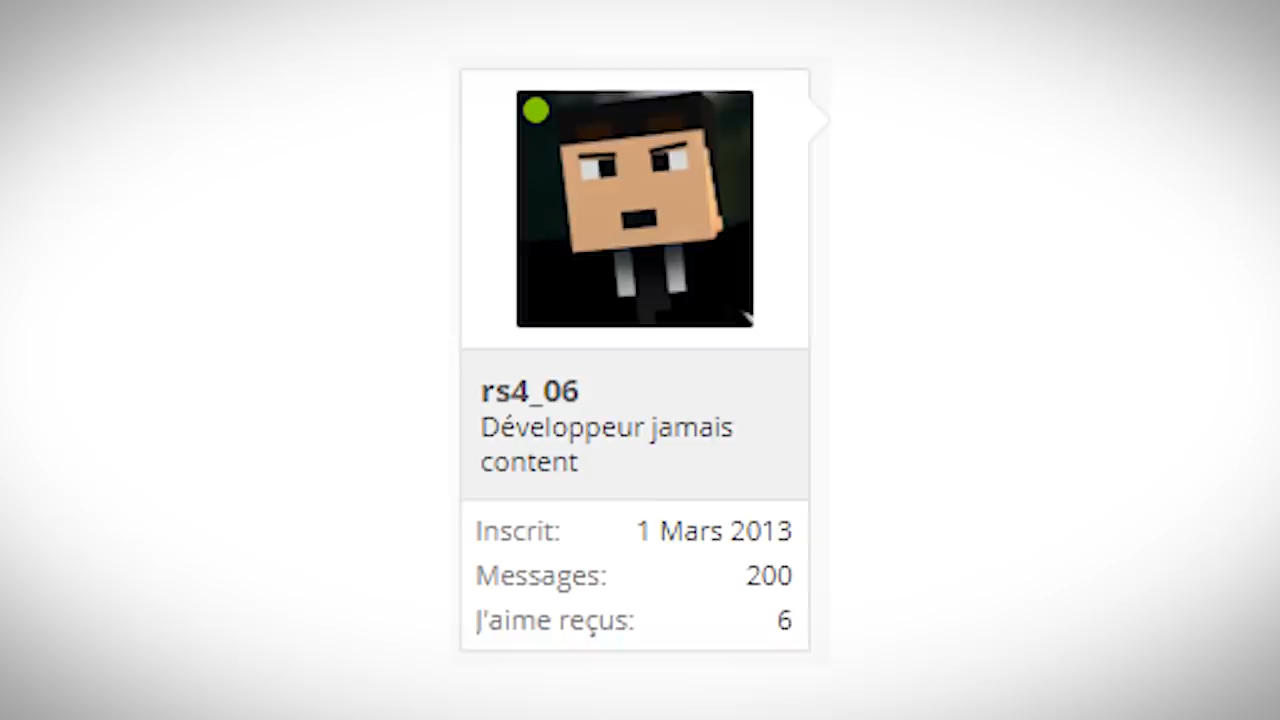 rs4_06
Développeur jamais
content
Inscrit: 1 Mars 2013
Messages: 200
J'aime reçus: 6